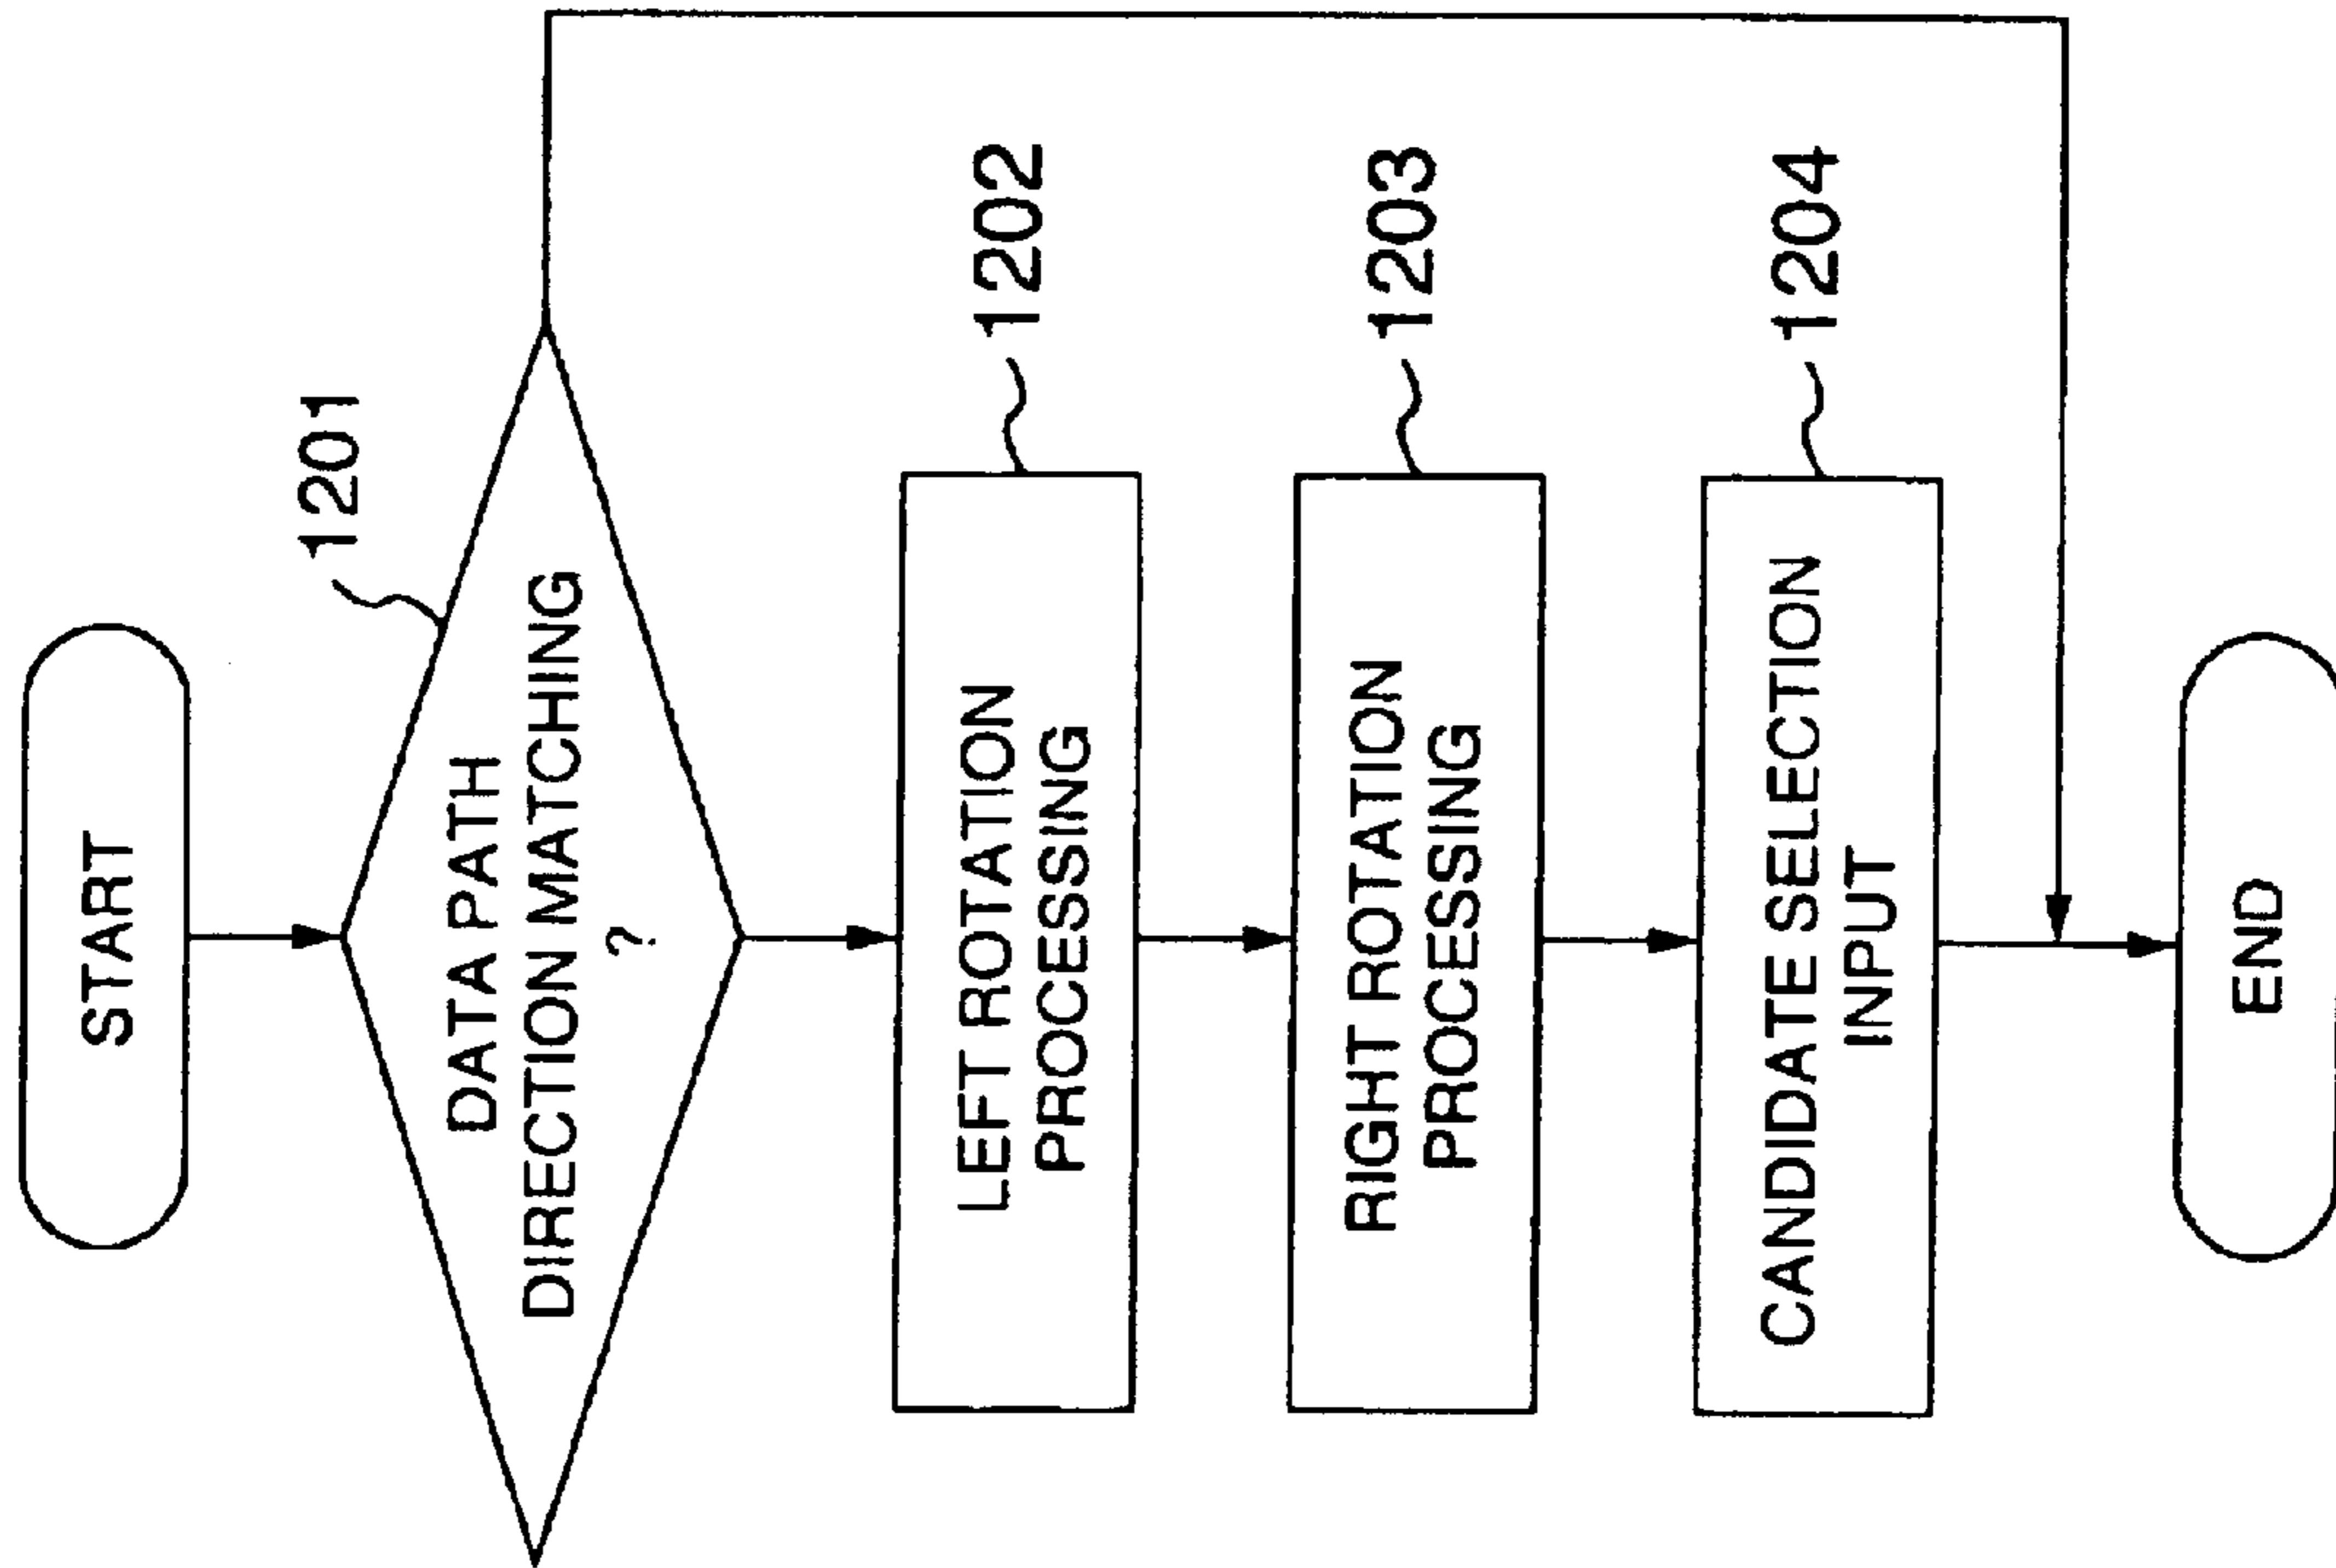 START
1201
DATA PATH
DIRECTION MATCHING
?
LEFT ROTATION
PROCESSING
1202
RIGHT ROTATION
PROCESSING
1203
CANDIDATE SELECTION
INPUT
1204
END